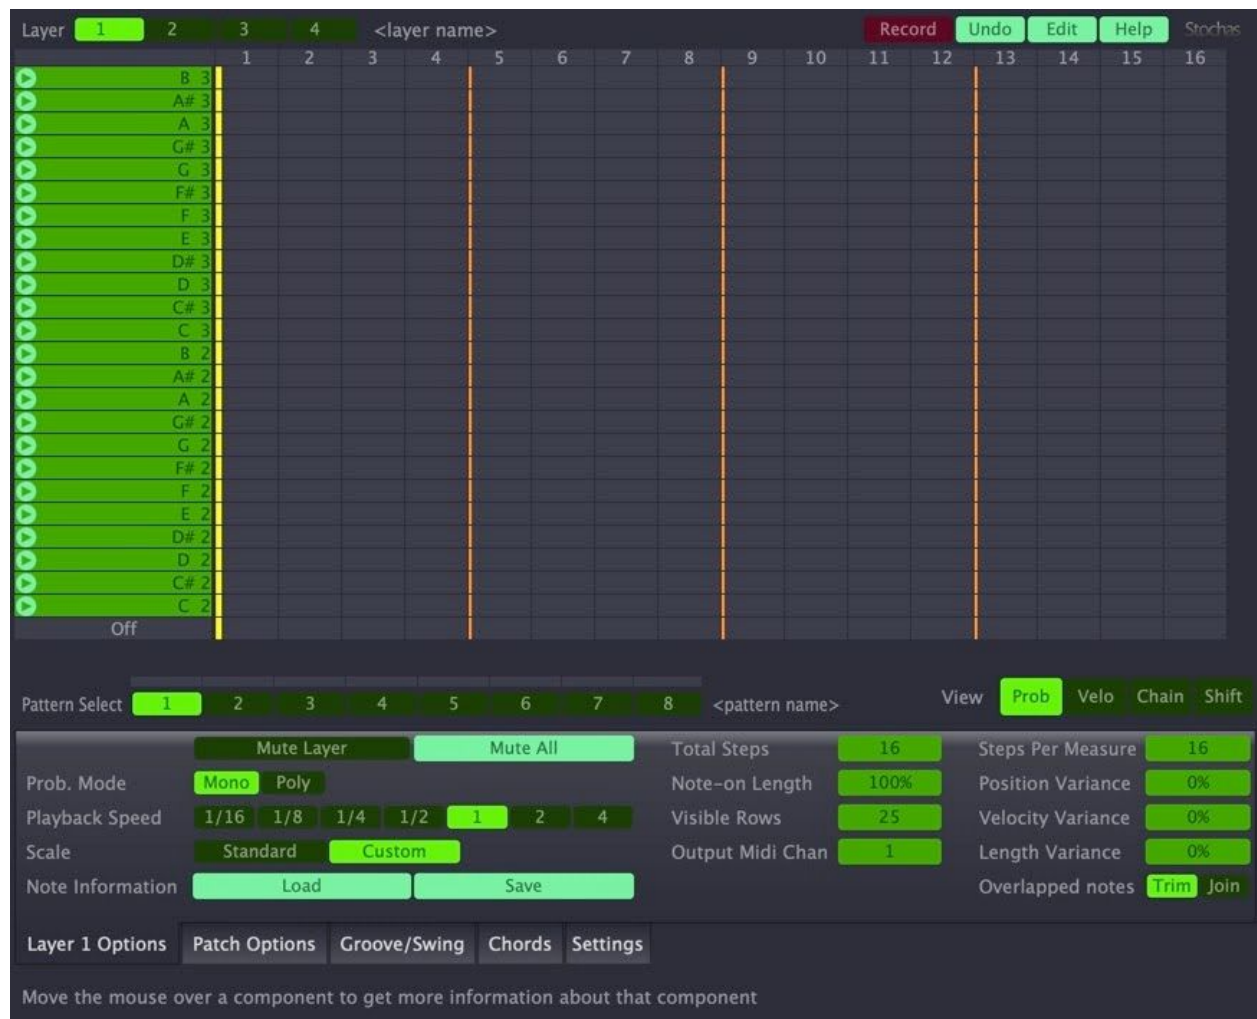 Layer 1 2 3 4 <layer name> Record Undo Edit Help Stochas
1 2 3 4 5 6 7 8 9 10 11 12 13 14 15 16
B 3
A# 3
A 3
G# 3
G 3
F# 3
F 3
E 3
D# 3
D 3
C# 3
C 3
B 2
A# 2
A 2
G# 2
G 2
F# 2
F 2
E 2
D# 2
D 2
C# 2
C 2
Off
Pattern Select 1 2 3 4 5 6 7 8 <pattern name> View Prob Velo Chain Shift
Mute Layer Mute All Total Steps 16 Steps Per Measure 16
Prob. Mode Mono Poly Note-on Length 100% Position Variance 0%
Playback Speed 1/16 1/8 1/4 1/2 1 2 4 Visible Rows 25 Velocity Variance 0%
Scale Standard Custom Output Midi Chan 1 Length Variance 0%
Note Information Load Save Overlapped notes Trim Join
Layer 1 Options Patch Options Groove/Swing Chords Settings
Move the mouse over a component to get more information about that component